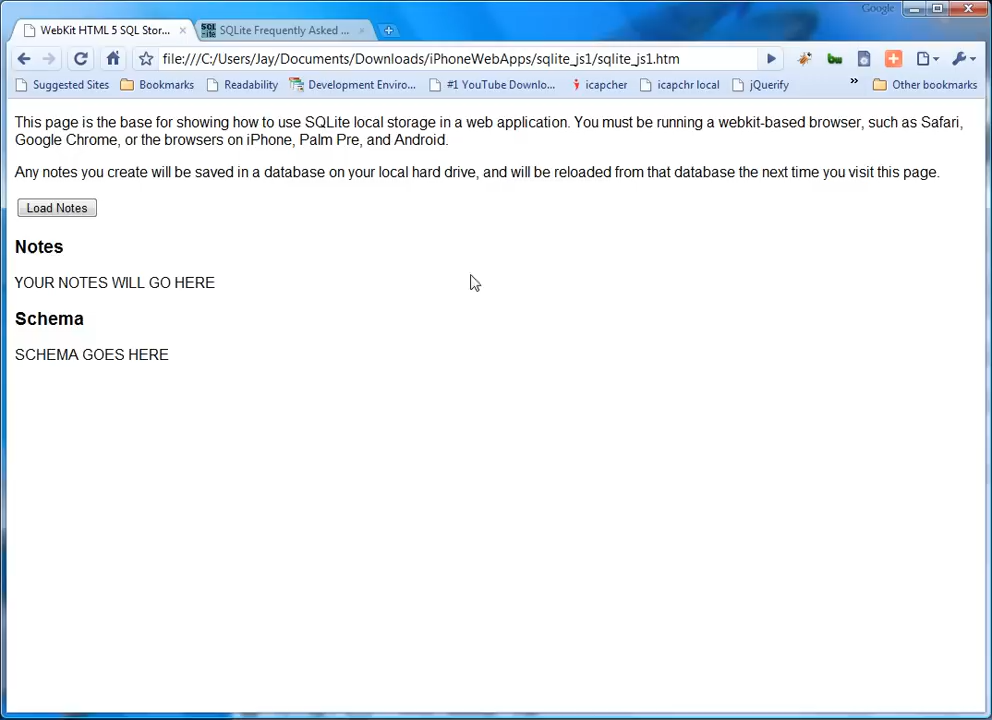 Google
WebKit HTML 5 SQL Stor...
SQLite Frequently Asked ...
file:///C:/Users/Jay/Documents/Downloads/iPhoneWebApps/sqlite_js1/sqlite_js1.htm
Suggested Sites Bookmarks Readability Development Enviro... #1 YouTube Downlo... icapcher icapchr local jQuerify » Other bookmarks
This page is the base for showing how to use SQLite local storage in a web application. You must be running a webkit-based browser, such as Safari,
Google Chrome, or the browsers on iPhone, Palm Pre, and Android.
Any notes you create will be saved in a database on your local hard drive, and will be reloaded from that database the next time you visit this page.
Load Notes
Notes
YOUR NOTES WILL GO HERE
Schema
SCHEMA GOES HERE